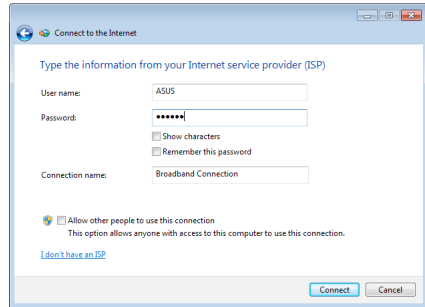 Connect to the Internet
Type the information from your Internet service provider (ISP)
User name:
ASUS
Password:
••••••
Show characters
Remember this password
Connection name:
Broadband Connection
Allow other people to use this connection
This option allows anyone with access to this computer to use this connection.
I don't have an ISP
Connect
Cancel